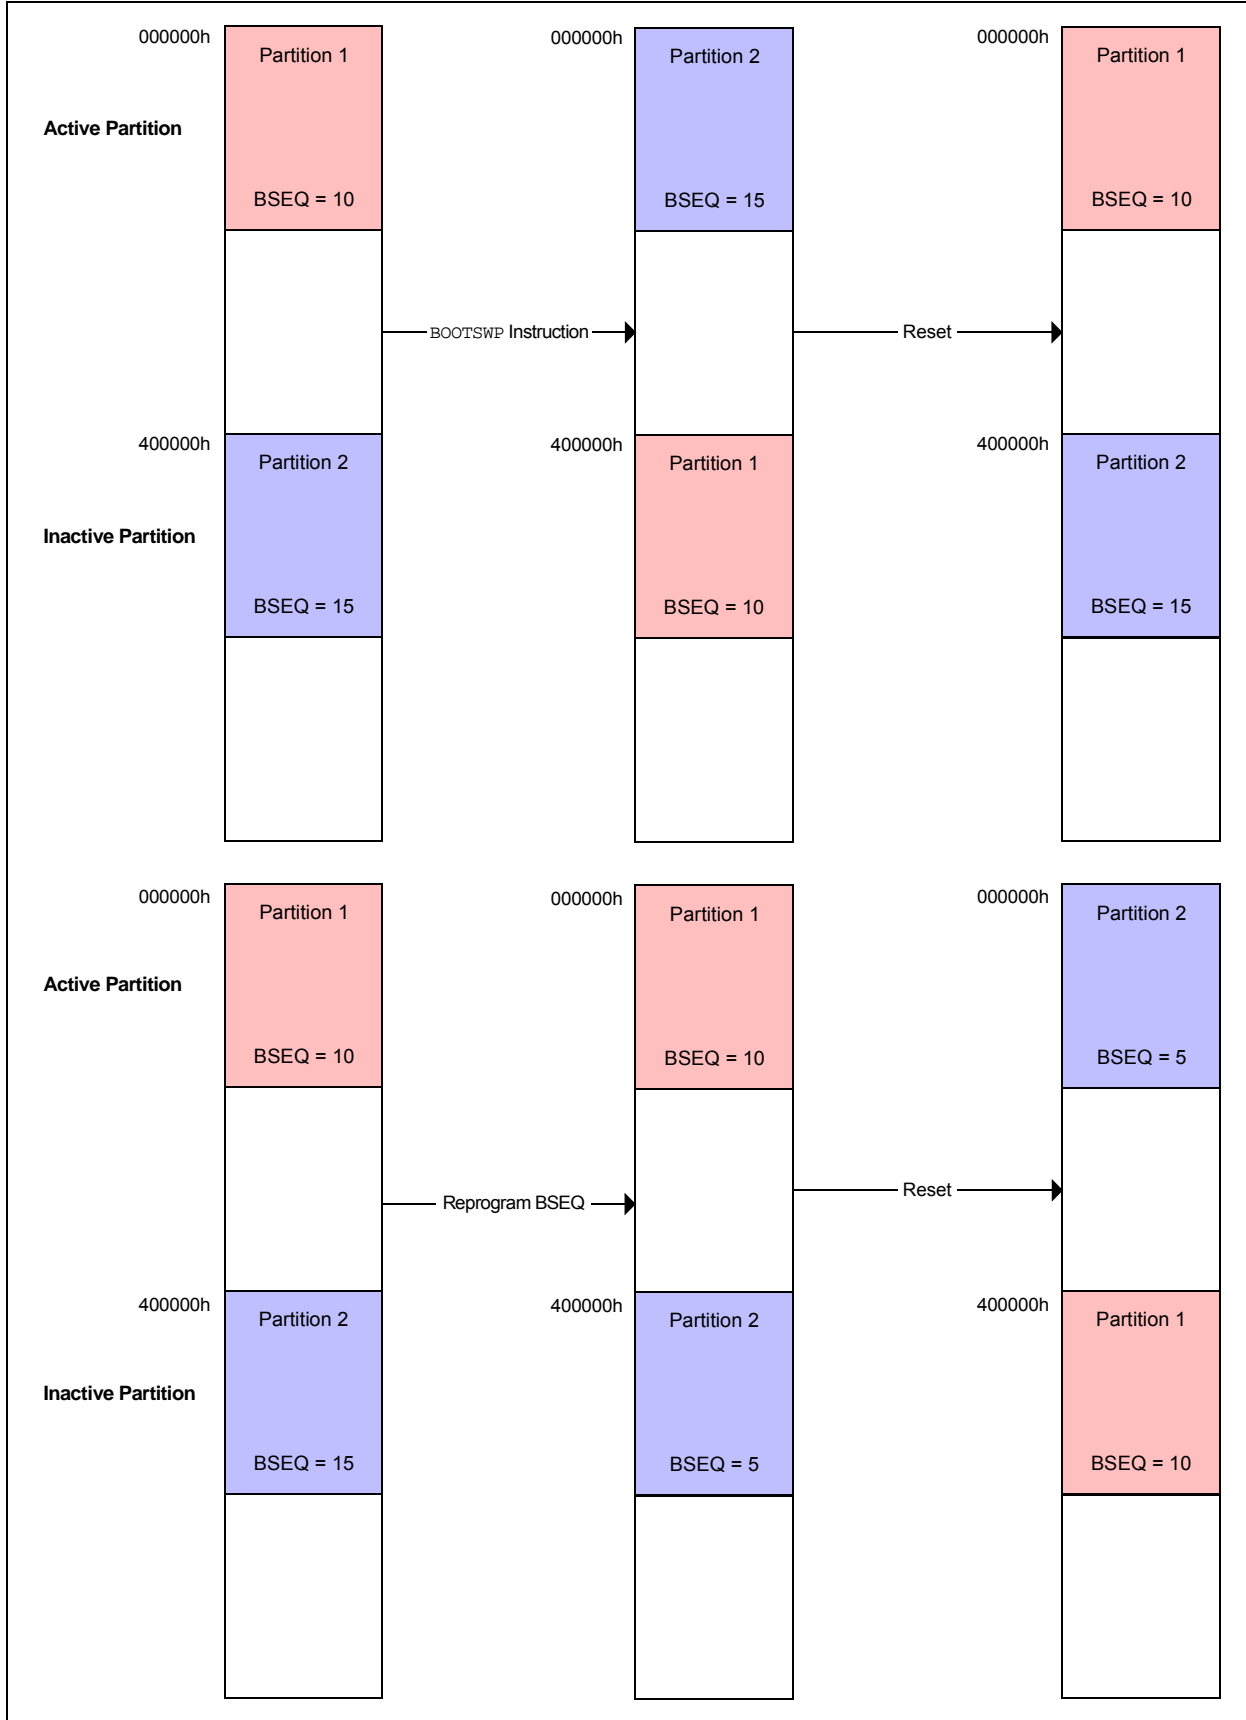 000000h
Partition 1
000000h
Partition 2
000000h
Partition 1
Active Partition
BSEQ = 10
BSEQ = 15
BSEQ = 10
BOOTSWP Instruction
Reset
400000h
Partition 2
400000h
Partition 1
400000h
Partition 2
Inactive Partition
BSEQ = 15
BSEQ = 10
BSEQ = 15
000000h
Partition 1
000000h
Partition 1
000000h
Partition 2
Active Partition
BSEQ = 10
BSEQ = 10
BSEQ = 5
Reprogram BSEQ
Reset
400000h
Partition 2
400000h
Partition 2
400000h
Partition 1
Inactive Partition
BSEQ = 15
BSEQ = 5
BSEQ = 10